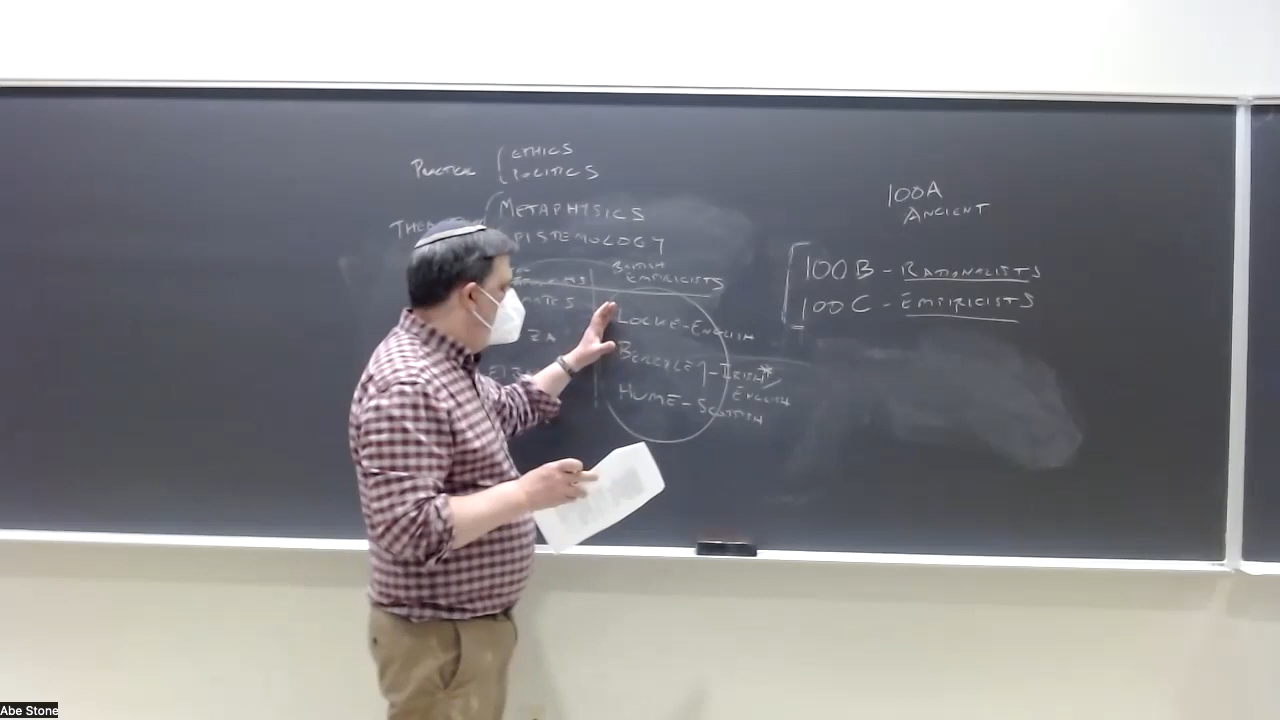 PRACTICAL
ETHICS
POLITICS
METAPHYSICS
EPISTEMOLOGY
BRITISH
EMPIRICISTS
LOCKE-ENGLISH
BERKELEY-IRISH*
ENGLISH
HUME-SCOTTISH
100A
ANCIENT
100B-RATIONALISTS
100C-EMPIRICISTS
Abe Stone